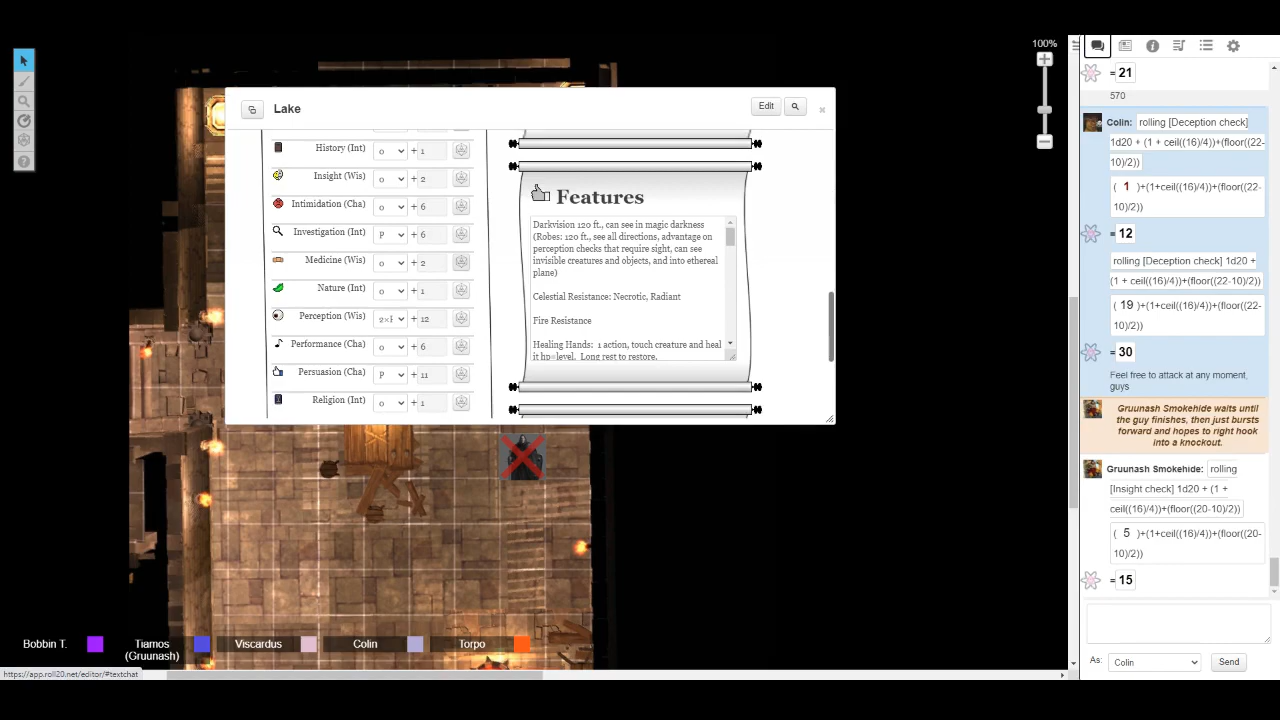 100%
Lake
Edit
History (Int) 0 + 1
Insight (Wis) 0 + 2
Intimidation (Cha) 0 + 6
Investigation (Int) P + 6
Medicine (Wis) 0 + 2
Nature (Int) 0 + 1
Perception (Wis) + 12
Performance (Cha) 0 + 6
Persuasion (Cha) P + 11
Religion (Int) 0 + 1
Features
Darkvision 120 ft., can see in magic darkness
(Robes: 120 ft., see all directions, advantage on
perception checks that require sight, can see
invisible creatures and objects, and into ethereal
plane)
Celestial Resistance: Necrotic, Radiant
Fire Resistance
Healing Hands: 1 action, touch creature and heal
it hp=level. Long rest to restore.
Bobbin T.
Tiamos
(Gruunash)
Viscardus
Colin
Torpo
https://app.roll20.net/editor/#textchat
= 21
570
Colin: rolling [Deception check]
1d20 + (1 + ceil((16)/4))+(floor((22-
10)/2))
( 1 )+(1+ceil((16)/4))+(floor((22-
10)/2))
= 12
rolling [Deception check] 1d20 +
(1 + ceil((16)/4))+(floor((22-10)/2))
( 19 )+(1+ceil((16)/4))+(floor((22-
10)/2))
= 30
Feel free to attack at any moment,
guys
Gruunash Smokehide waits until
the guy finishes, then just bursts
forward and hopes to right hook
into a knockout.
Gruunash Smokehide: rolling
[Insight check] 1d20 + (1 +
ceil((16)/4))+(floor((20-10)/2))
( 5 )+(1+ceil((16)/4))+(floor((20-
10)/2))
= 15
As: Colin Send